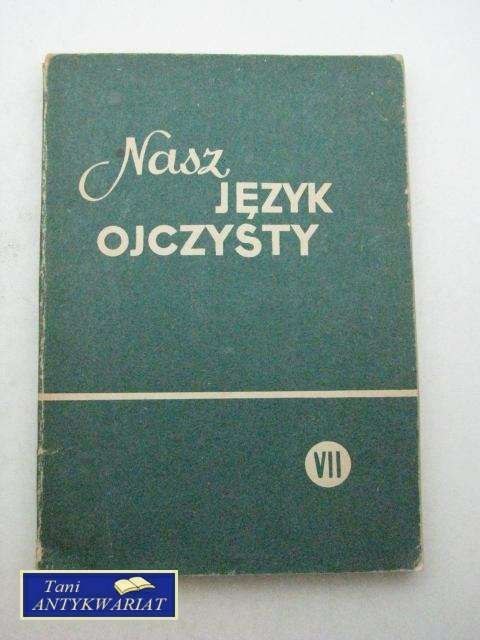 Nasz
JĘZYK
OJCZYSTY
VII
Tani
ANTYKWARIAT